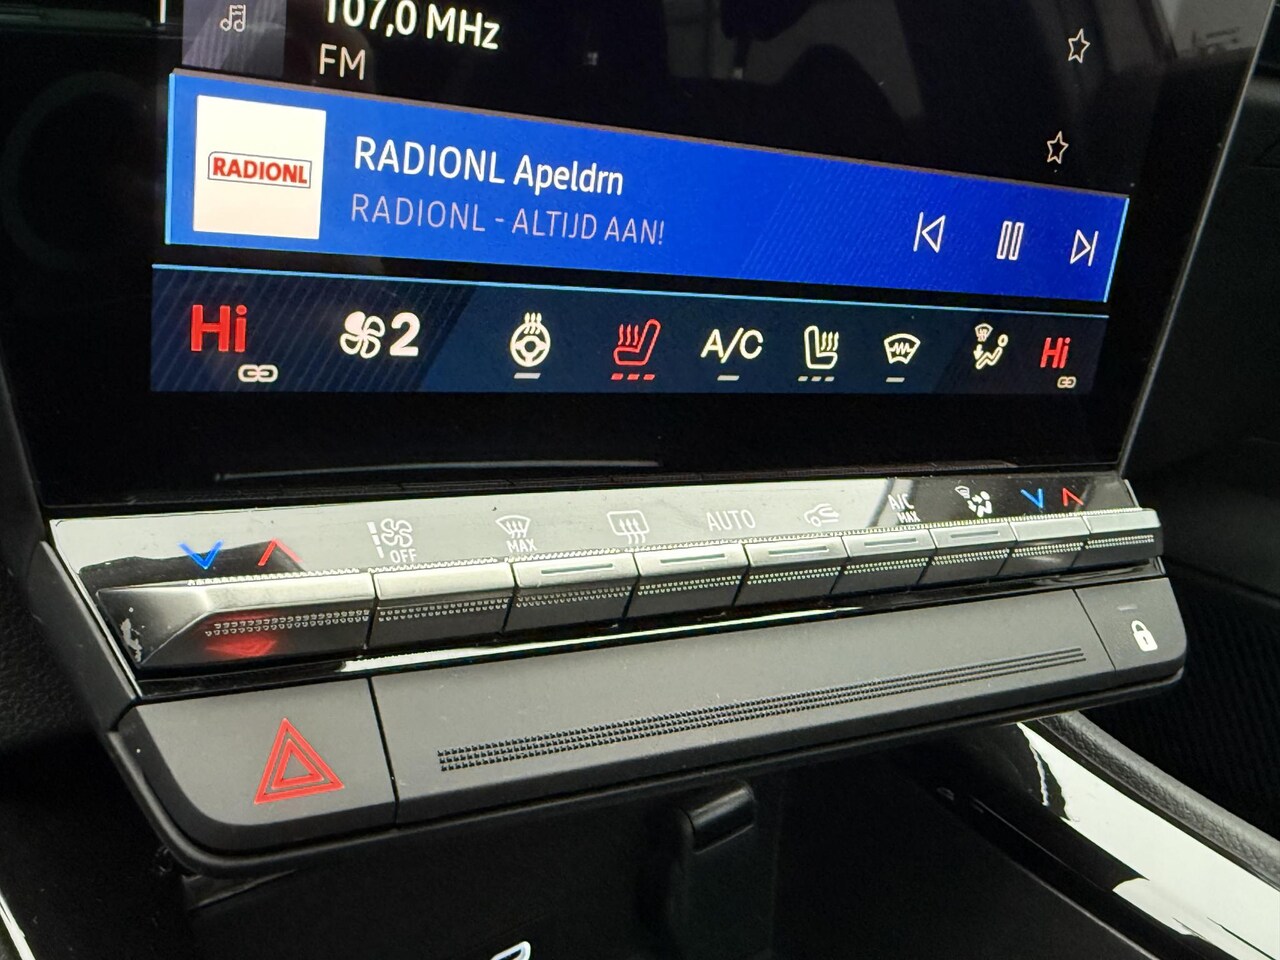 107,0 MHz
FM
RADIONL
RADIONL Apeldrn
RADIONL - ALTIJD AAN!
Hi
2
A/C
Hi
OFF
MAX
AUTO
A/C
MAX